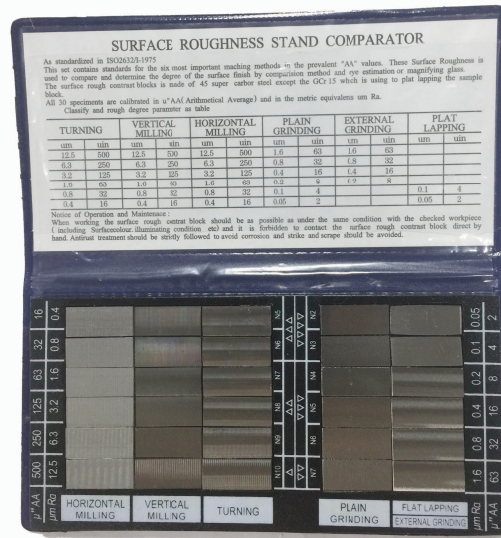 SURFACE ROUGHNESS STAND COMPARATOR
As standardized in ISO2632/I-1975
This set contains standards for the six most important maching methods in the prevalent "AA" values. These Surface Roughness is
used to compare and determine the degree of the surface finish by comparision method and eye estimation or magnifying glass.
The surface rough contrast blocks is nade of 45 super carbor steel except the GCr 15 which is using to plat lapping the sample
block.
All 30 speciments are calibrated in u"AA( Arithmetical Average) and in the metric equivalens um Ra.
Classify and rough degree parameter as table
TURNING VERTICAL MILLING HORIZONTAL MILLING PLAIN GRINDING EXTERNAL GRINDING PLAT LAPPING
um uin um uin um uin um uin um uin um uin
12.5 500 12.5 500 12.5 500 1.6 63 1.6 63
6.3 250 6.3 250 6.3 250 0.8 32 0.8 32
3.2 125 3.2 125 3.2 125 0.4 16 0.4 16
1.6 63 1.6 63 1.6 63 0.2 8 0.2 8
0.8 32 0.8 32 0.8 32 0.1 4 0.1 4
0.4 16 0.4 16 0.4 16 0.05 2 0.05 2
Notice of Operation and Maintenace :
When working the surface rough centrat block should be as possible as under the same condition with the checked workpiece
( including Surfacecolour. illuminating condition etc) and it is forbidden to contact the surface rough contrast block directly by
hand. Antirust treatment should be strictly followed to avoid corrosion and strike and scrape should be avoided.
16 0.4 N5 N2 0.05 2
32 0.8 N6 N3 0.1 4
63 1.6 N7 N4 0.2 8
125 3.2 N8 N5 0.4 16
250 6.3 N9 N6 0.8 32
500 12.5 N10 N7 1.6 63
μ"AA μm Ra HORIZONTAL MILLING VERTICAL MILLING TURNING PLAIN GRINDING FLAT LAPPING EXTERNAL GRINDING μm Ra μ"AA